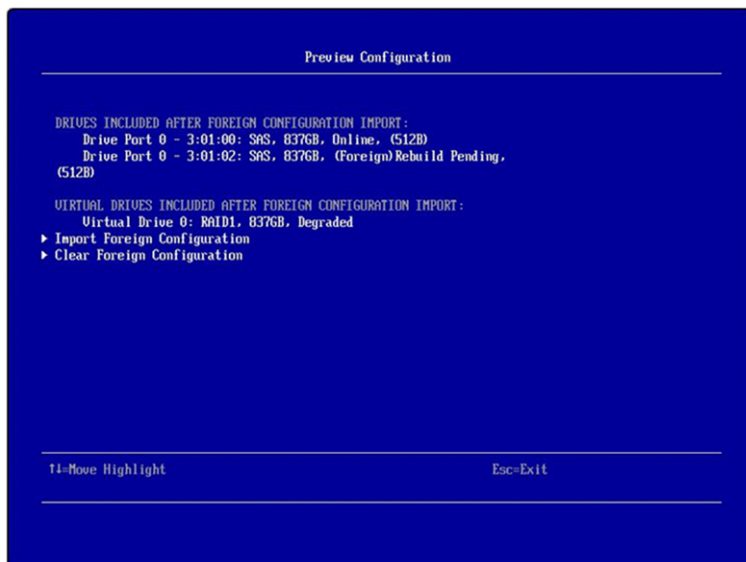 Preview Configuration
DRIVES INCLUDED AFTER FOREIGN CONFIGURATION IMPORT:
Drive Port 0 - 3:01:00: SAS, 837GB, Online, (512B)
Drive Port 0 - 3:01:02: SAS, 837GB, (Foreign)Rebuild Pending,
(512B)
VIRTUAL DRIVES INCLUDED AFTER FOREIGN CONFIGURATION IMPORT:
Virtual Drive 0: RAID1, 837GB, Degraded
▶ Import Foreign Configuration
▶ Clear Foreign Configuration
↑↓=Move Highlight Esc=Exit